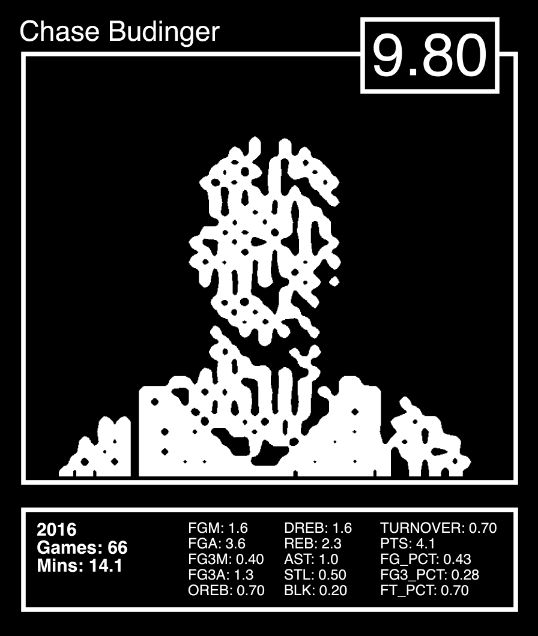 Chase Budinger
9.80
2016
Games: 66
Mins: 14.1
FGM: 1.6
FGA: 3.6
FG3M: 0.40
FG3A: 1.3
OREB: 0.70
DREB: 1.6
REB: 2.3
AST: 1.0
STL: 0.50
BLK: 0.20
TURNOVER: 0.70
PTS: 4.1
FG_PCT: 0.43
FG3_PCT: 0.28
FT_PCT: 0.70